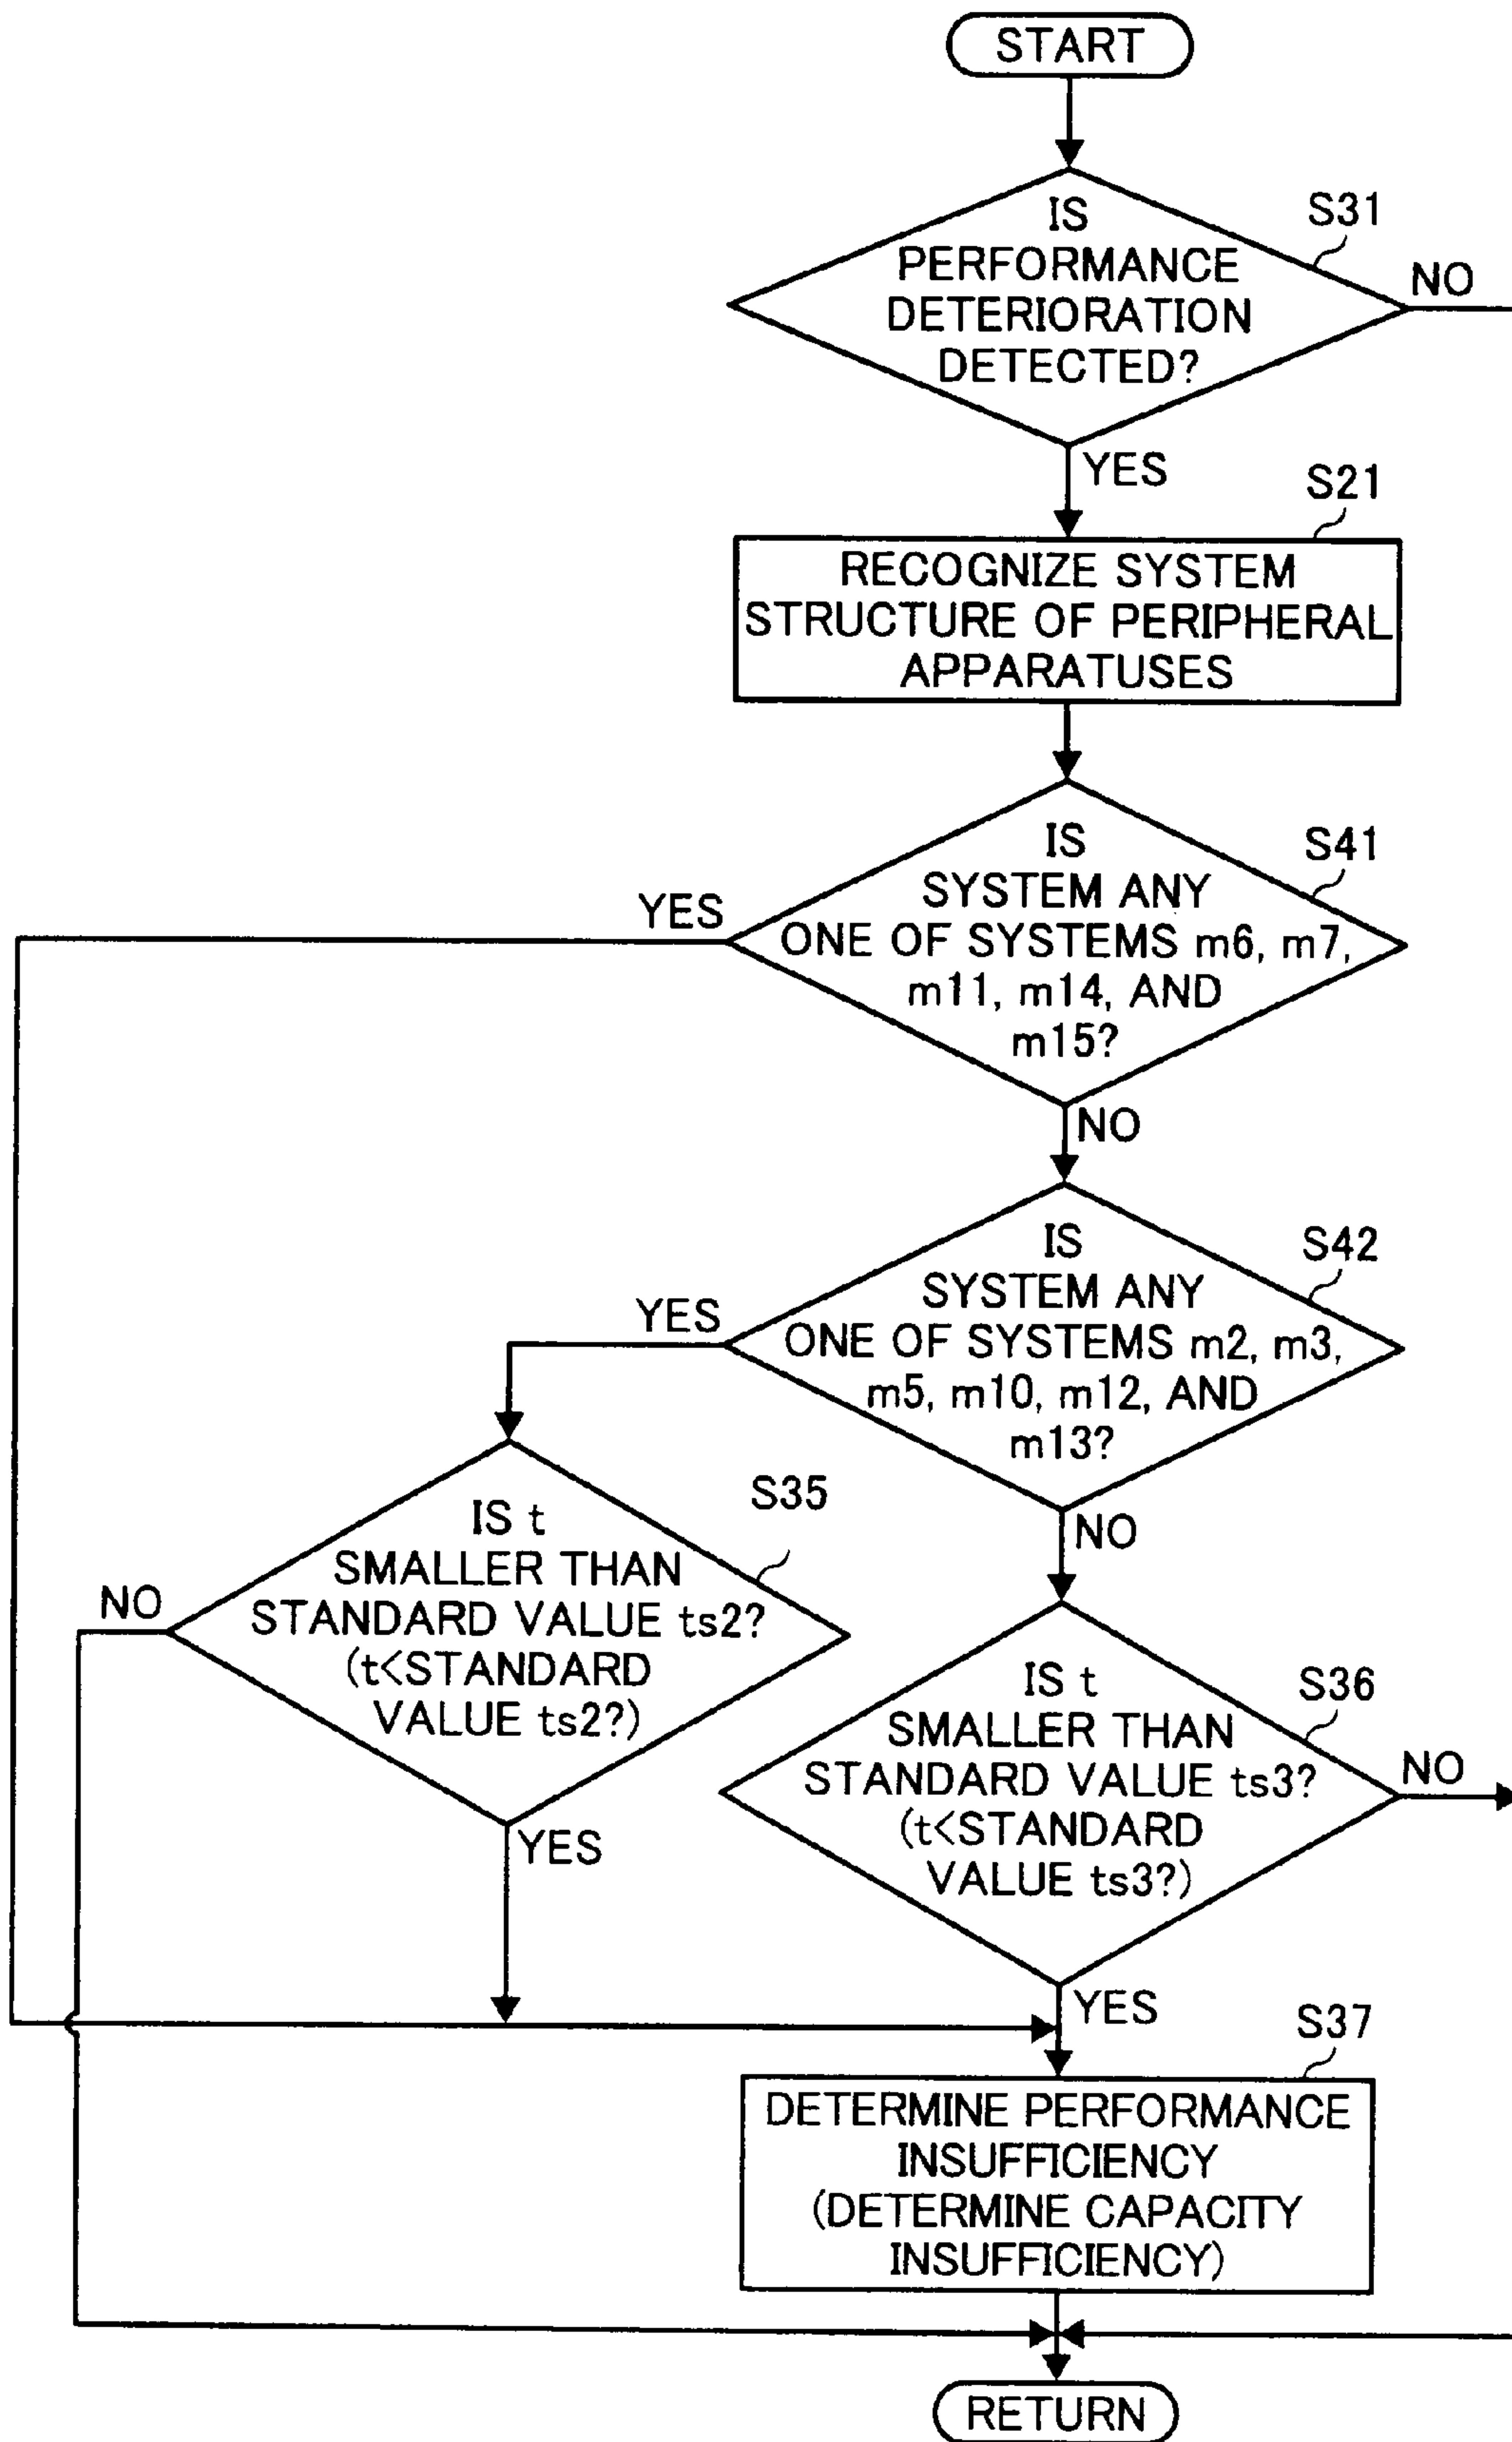 START
IS
PERFORMANCE
DETERIORATION
DETECTED?
S31
NO
YES
S21
RECOGNIZE SYSTEM
STRUCTURE OF PERIPHERAL
APPARATUSES
IS
SYSTEM ANY
ONE OF SYSTEMS m6, m7,
m11, m14, AND
m15?
S41
YES
NO
IS
SYSTEM ANY
ONE OF SYSTEMS m2, m3,
m5, m10, m12, AND
m13?
S42
YES
NO
IS t
SMALLER THAN
STANDARD VALUE ts2?
(t<STANDARD
VALUE ts2?)
S35
NO
YES
IS t
SMALLER THAN
STANDARD VALUE ts3?
(t<STANDARD
VALUE ts3?)
S36
NO
YES
S37
DETERMINE PERFORMANCE
INSUFFICIENCY
(DETERMINE CAPACITY
INSUFFICIENCY)
RETURN